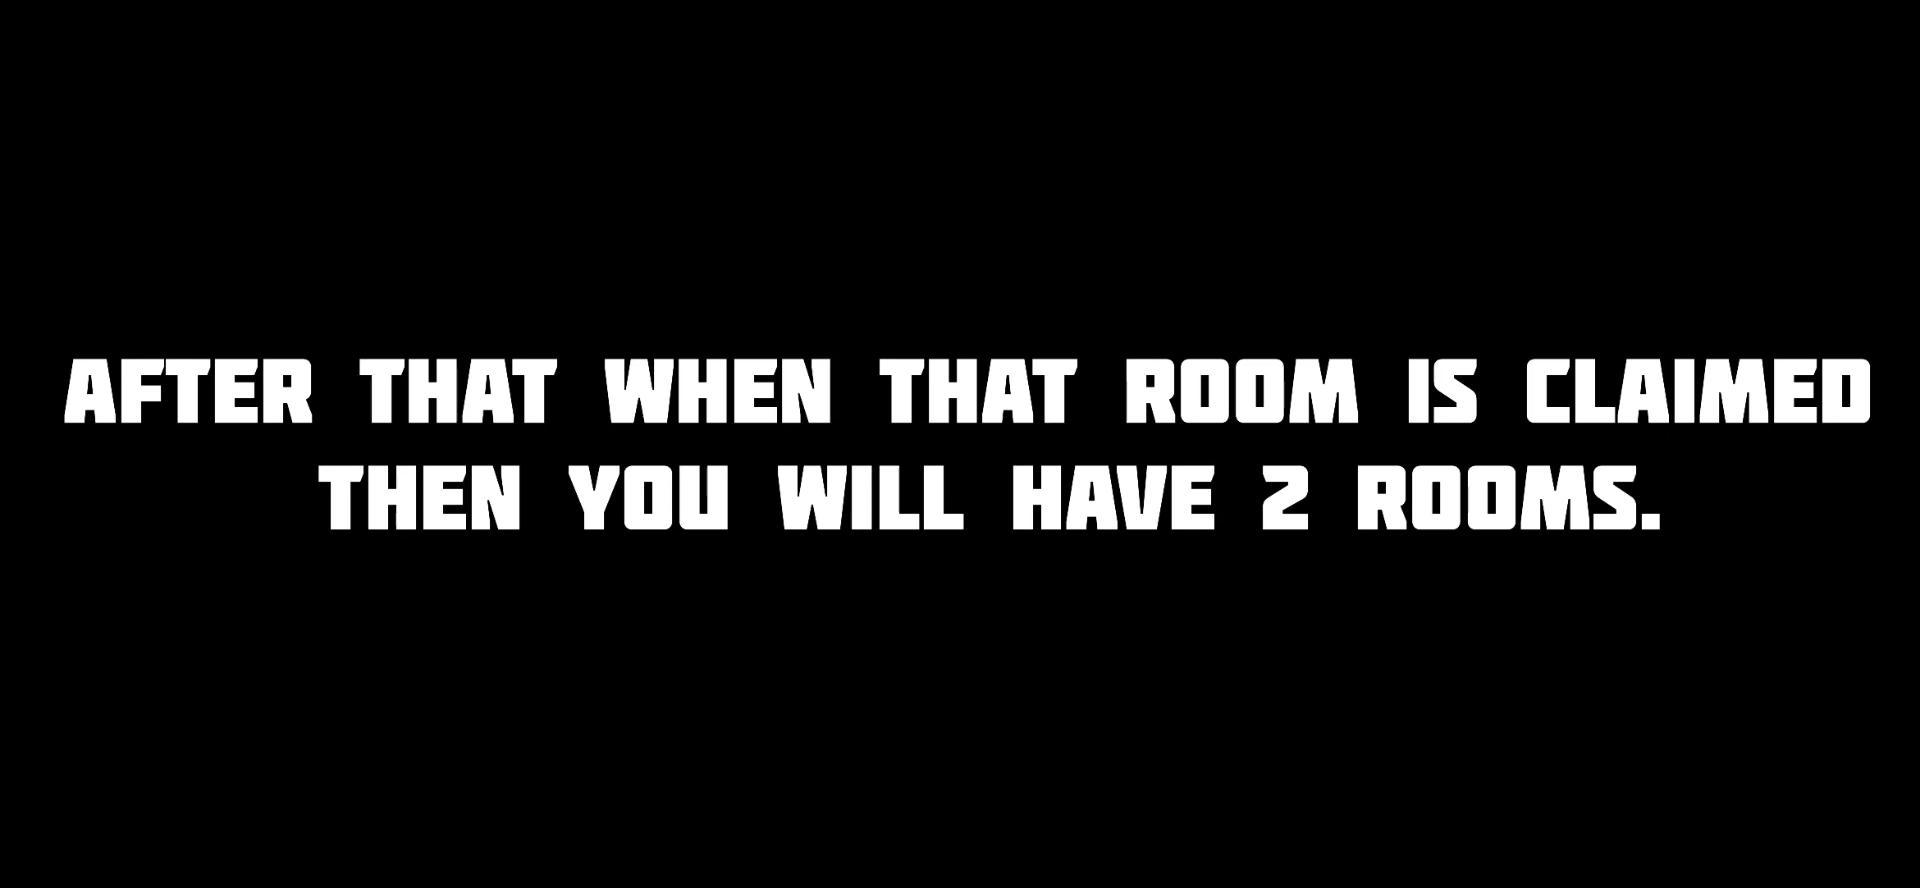 AFTER THAT WHEN THAT ROOM IS CLAIMED
THEN YOU WILL HAVE 2 ROOMS.